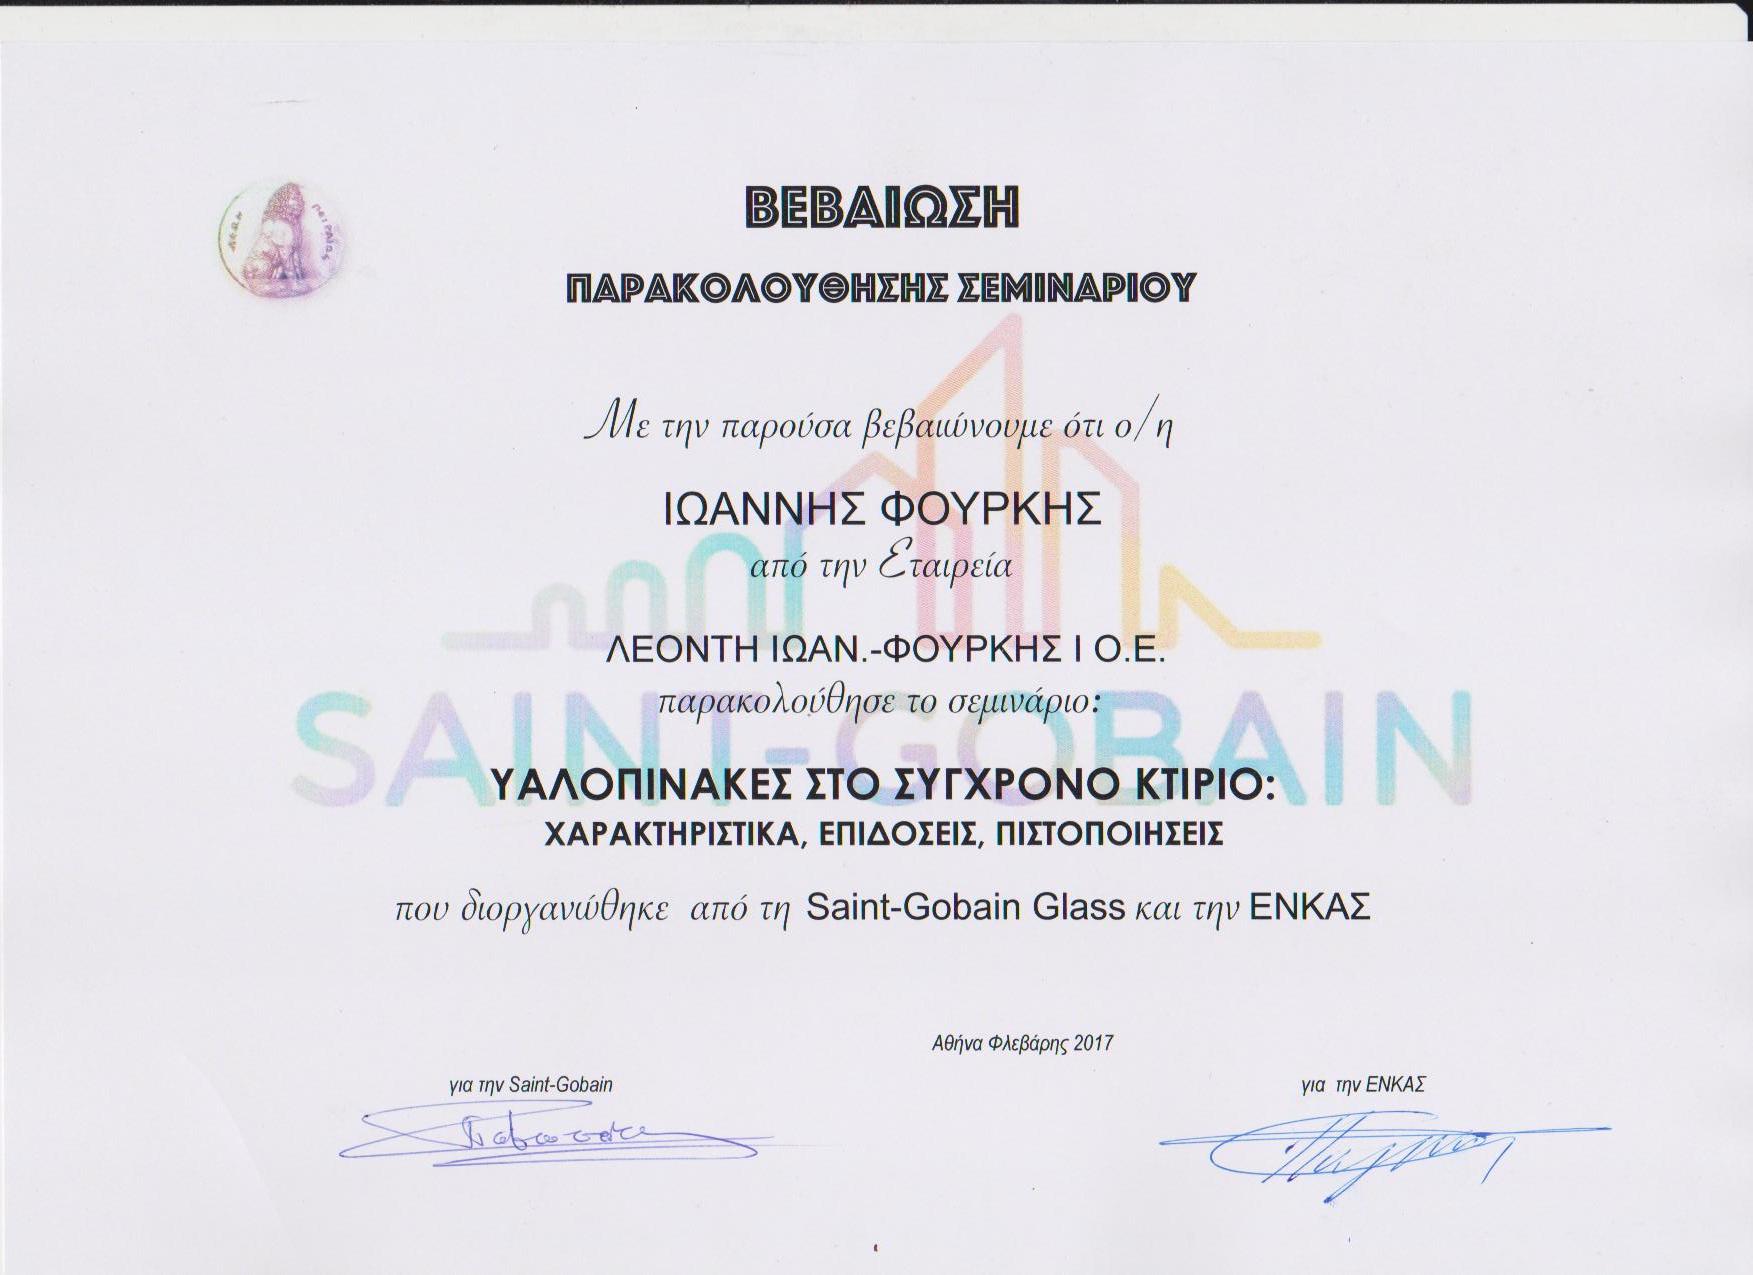 ΒΕΒΑΙΩΣΗ
ΠΑΡΑΚΟΛΟΥΘΗΣΗΣ ΣΕΜΙΝΑΡΙΟΥ
ΛΕΩΝ ΠΕΙΡΑΙΩΣ
Με την παρούσα βεβαιώνουμε ότι ο/η
ΙΩΑΝΝΗΣ ΦΟΥΡΚΗΣ
από την Εταιρεία
ΛΕΟΝΤΗ ΙΩΑΝ.-ΦΟΥΡΚΗΣ Ι Ο.Ε.
παρακολούθησε το σεμινάριο:
SAINT-GOBAIN
ΥΑΛΟΠΙΝΑΚΕΣ ΣΤΟ ΣΥΓΧΡΟΝΟ ΚΤΙΡΙΟ:
ΧΑΡΑΚΤΗΡΙΣΤΙΚΑ, ΕΠΙΔΟΣΕΙΣ, ΠΙΣΤΟΠΟΙΗΣΕΙΣ
που διοργανώθηκε από τη Saint-Gobain Glass και την ΕΝΚΑΣ
Αθήνα Φλεβάρης 2017
για την Saint-Gobain
για την ΕΝΚΑΣ